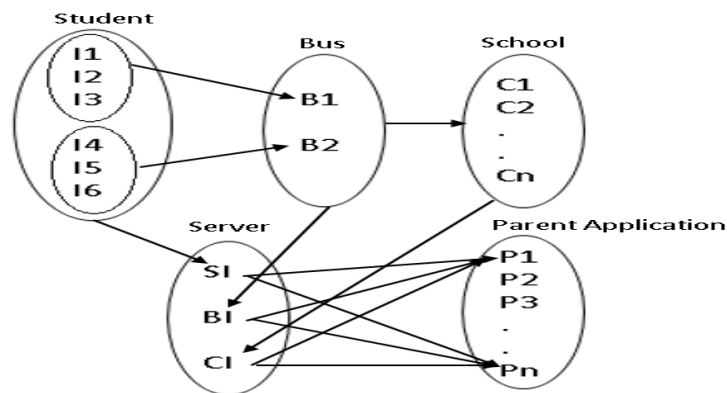 Student
I1
I2
I3
I4
I5
I6
Bus
B1
B2
School
C1
C2
.
.
Cn
Server
SI
BI
CI
Parent Application
P1
P2
P3
.
.
Pn